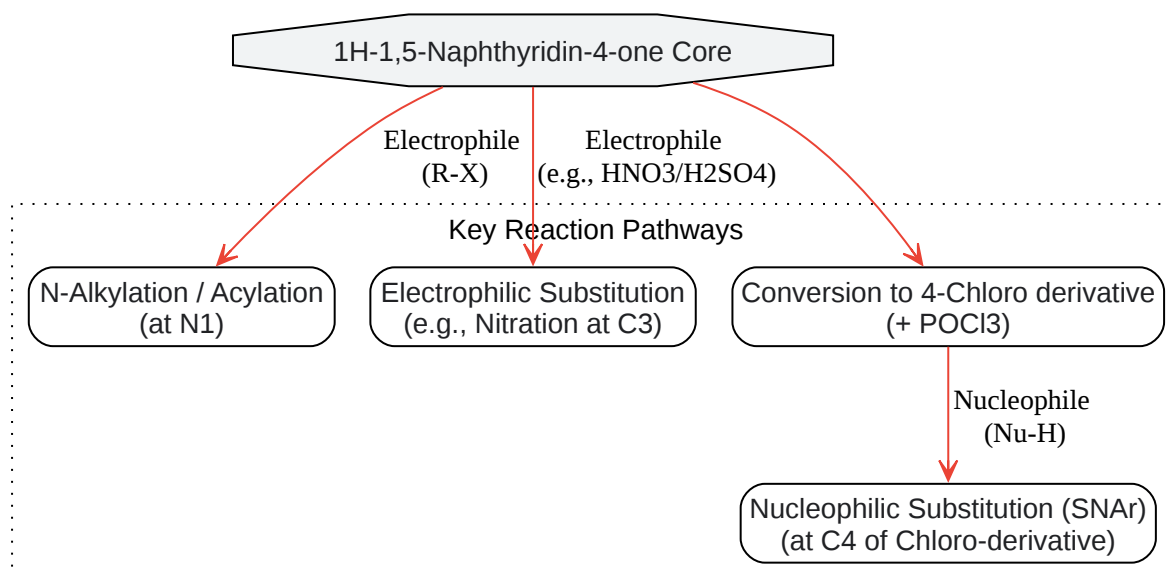 1H-1,5-Naphthyridin-4-one Core
Electrophile
(R-X)
Electrophile
(e.g., HNO3/H2SO4)
Key Reaction Pathways
N-Alkylation / Acylation
(at N1)
Electrophilic Substitution
(e.g., Nitration at C3)
Conversion to 4-Chloro derivative
(+ POCl3)
Nucleophile
(Nu-H)
Nucleophilic Substitution (SNAr)
(at C4 of Chloro-derivative)